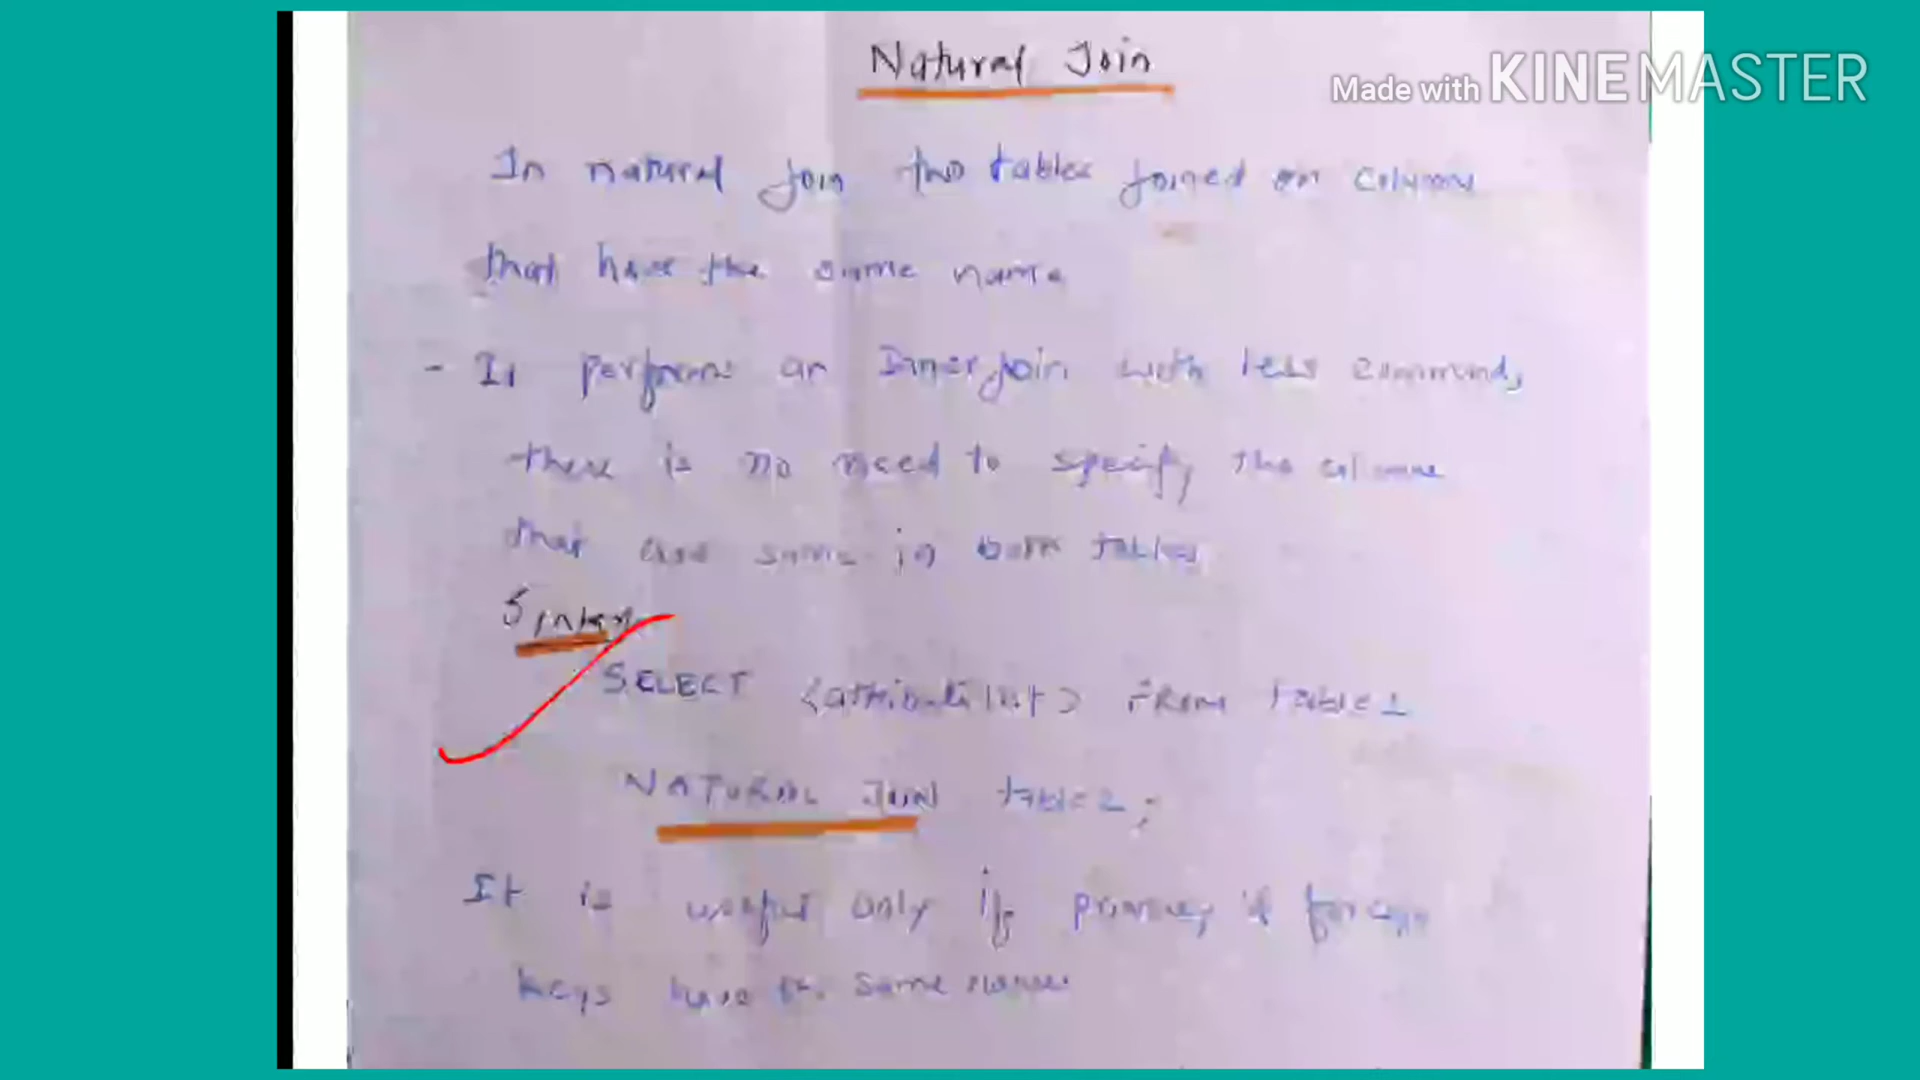 Natural Join
Made with KINEMASTER
In natural join two tables joined on columns
that have the same name
- It performs an Inner join with less command,
there is no need to specify the columns
that are same in both tables
Syntax
SELECT <attribute list> FROM table1
NATURAL JOIN table2;
It is useful only if primary & foreign
keys have the same name